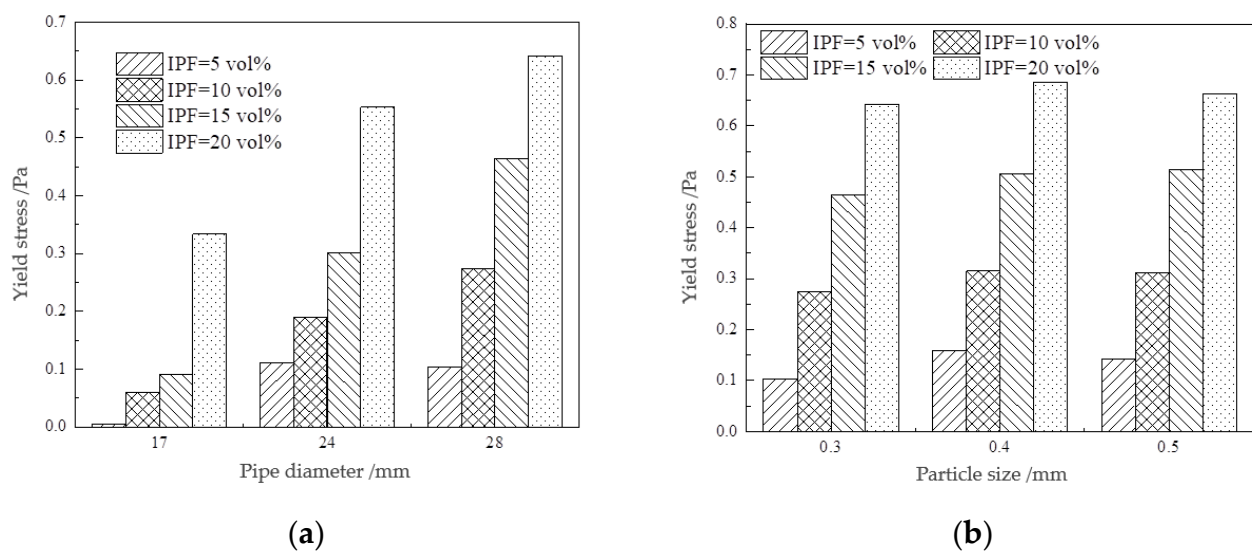 0.7
0.6
0.5
0.4
0.3
0.2
0.1
0.0
Yield stress /Pa
IPF=5 vol%
IPF=10 vol%
IPF=15 vol%
IPF=20 vol%
17 24 28
Pipe diameter /mm
(a)
0.8
0.7
0.6
0.5
0.4
0.3
0.2
0.1
0.0
Yield stress /Pa
IPF=5 vol% IPF=10 vol%
IPF=15 vol% IPF=20 vol%
0.3 0.4 0.5
Particle size /mm
(b)